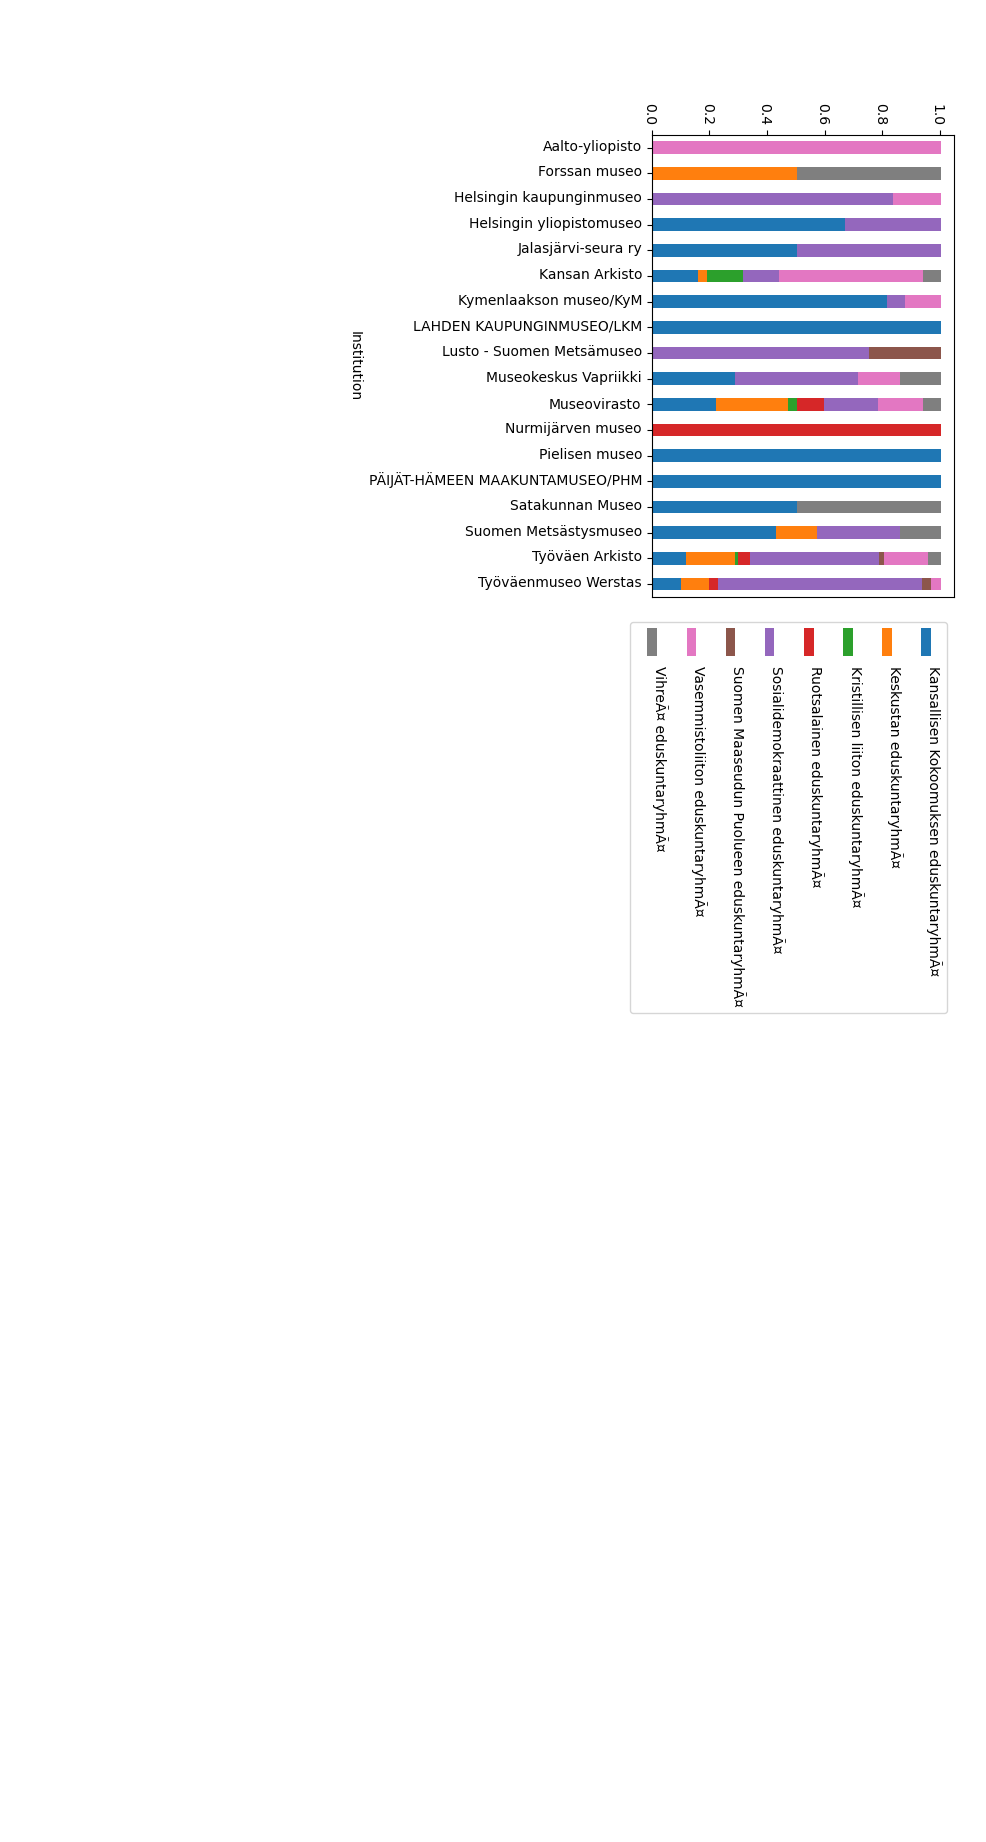 0.0
0.2
0.4
0.6
0.8
1.0
Aalto-yliopisto
Forssan museo
Helsingin kaupunginmuseo
Helsingin yliopistomuseo
Jalasjärvi-seura ry
Kansan Arkisto
Kymenlaakson museo/KyM
LAHDEN KAUPUNGINMUSEO/LKM
Lusto - Suomen Metsämuseo
Museokeskus Vapriikki
Museovirasto
Nurmijärven museo
Pielisen museo
PÄIJÄT-HÄMEEN MAAKUNTAMUSEO/PHM
Satakunnan Museo
Suomen Metsästysmuseo
Työväen Arkisto
Työväenmuseo Werstas
Institution
Kansallisen Kokoomuksen eduskuntaryhmÃ¤
Keskustan eduskuntaryhmÃ¤
Kristillisen liiton eduskuntaryhmÃ¤
Ruotsalainen eduskuntaryhmÃ¤
Sosialidemokraattinen eduskuntaryhmÃ¤
Suomen Maaseudun Puolueen eduskuntaryhmÃ¤
Vasemmistoliiton eduskuntaryhmÃ¤
VihreÃ¤ eduskuntaryhmÃ¤